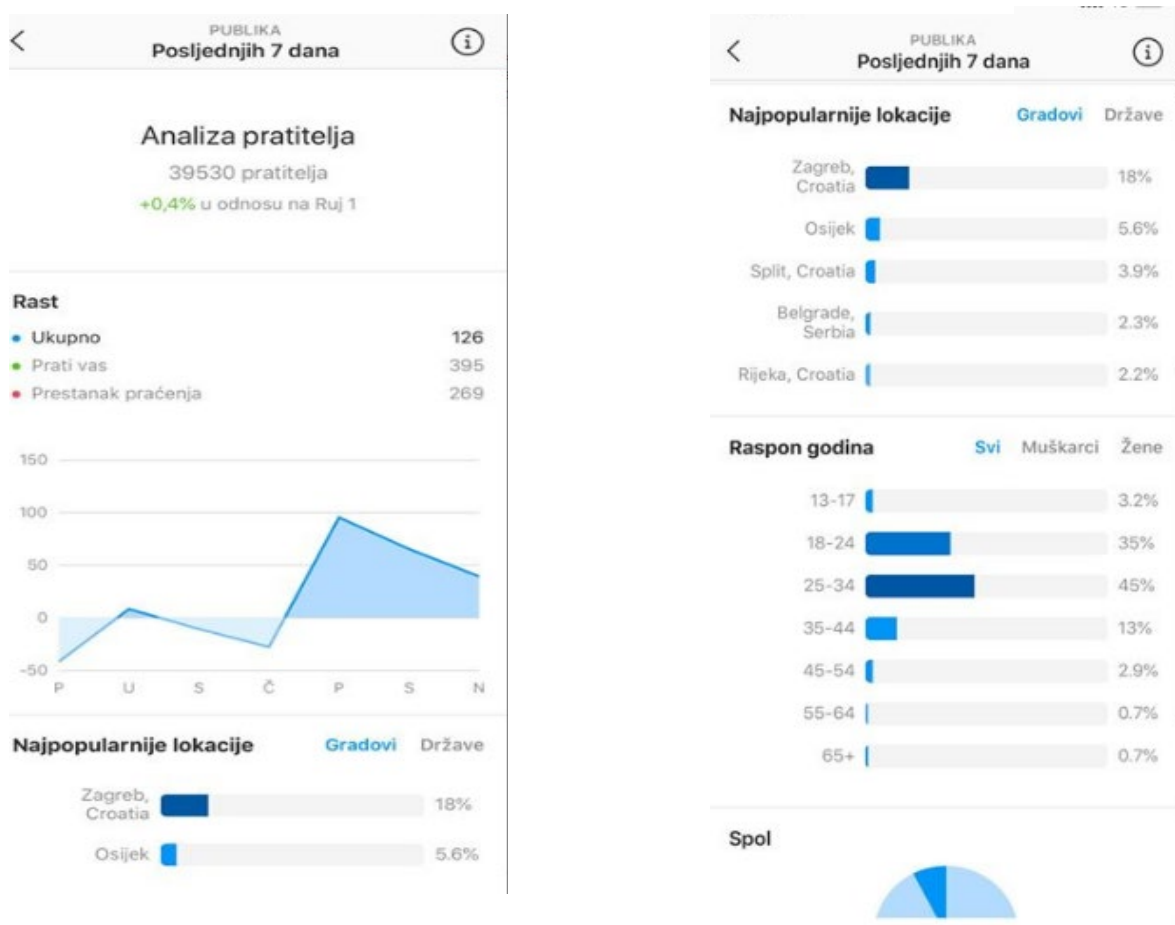 PUBLIKA
Posljednjih 7 dana
Analiza pratitelja
39530 pratitelja
+0,4% u odnosu na Ruj 1
Rast
Ukupno 126
Prati vas 395
Prestanak praćenja 269
150
100
50
0
-50
P U S Č P S N
Najpopularnije lokacije Gradovi Države
Zagreb,
Croatia 18%
Osijek 5.6%
PUBLIKA
Posljednjih 7 dana
Najpopularnije lokacije Gradovi Države
Zagreb,
Croatia 18%
Osijek 5.6%
Split, Croatia 3.9%
Belgrade,
Serbia 2.3%
Rijeka, Croatia 2.2%
Raspon godina Svi Muškarci Žene
13-17 3.2%
18-24 35%
25-34 45%
35-44 13%
45-54 2.9%
55-64 0.7%
65+ 0.7%
Spol